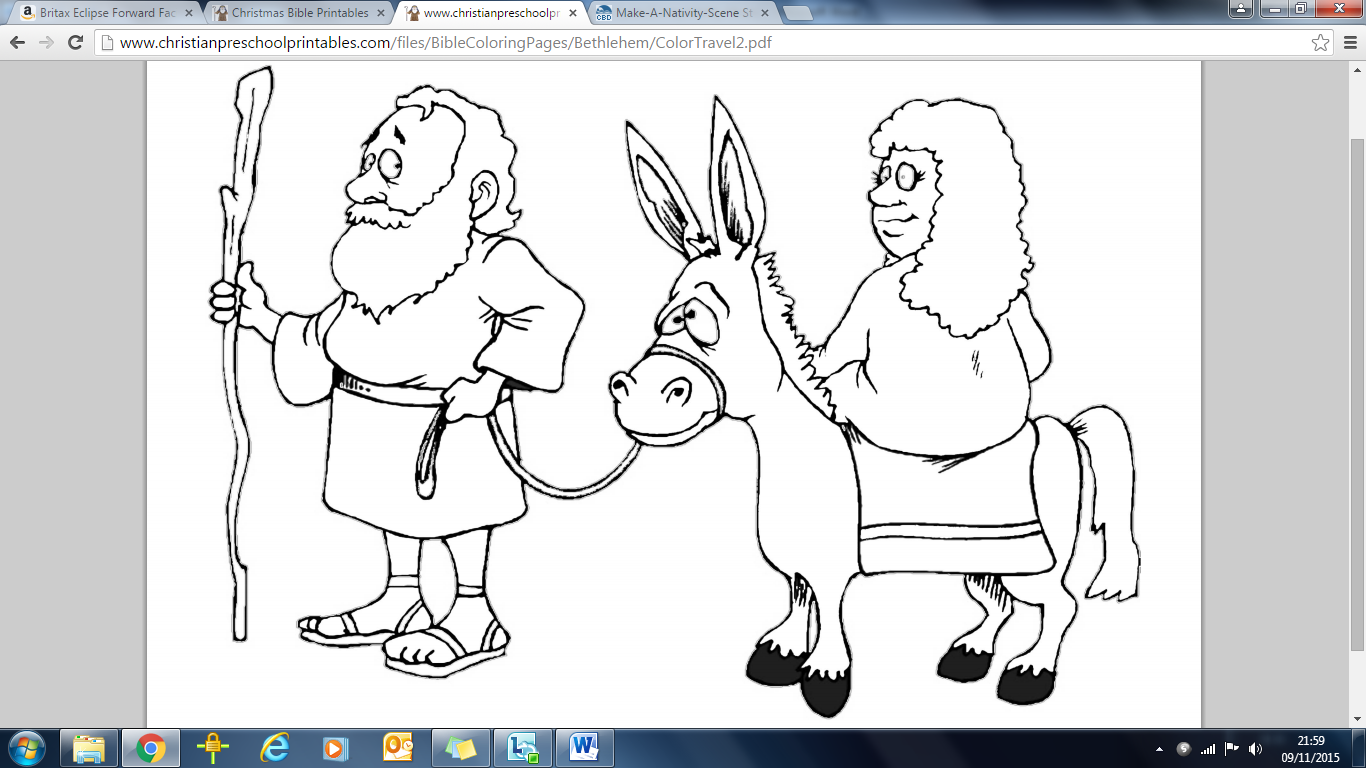 Britax Eclipse Forward Fac
Christmas Bible Printables
www.christianpreschoolpr
CBD
Make-A-Nativity-Scene St
www.christianpreschoolprintables.com/files/BibleColoringPages/Bethlehem/ColorTravel2.pdf
21:59
09/11/2015